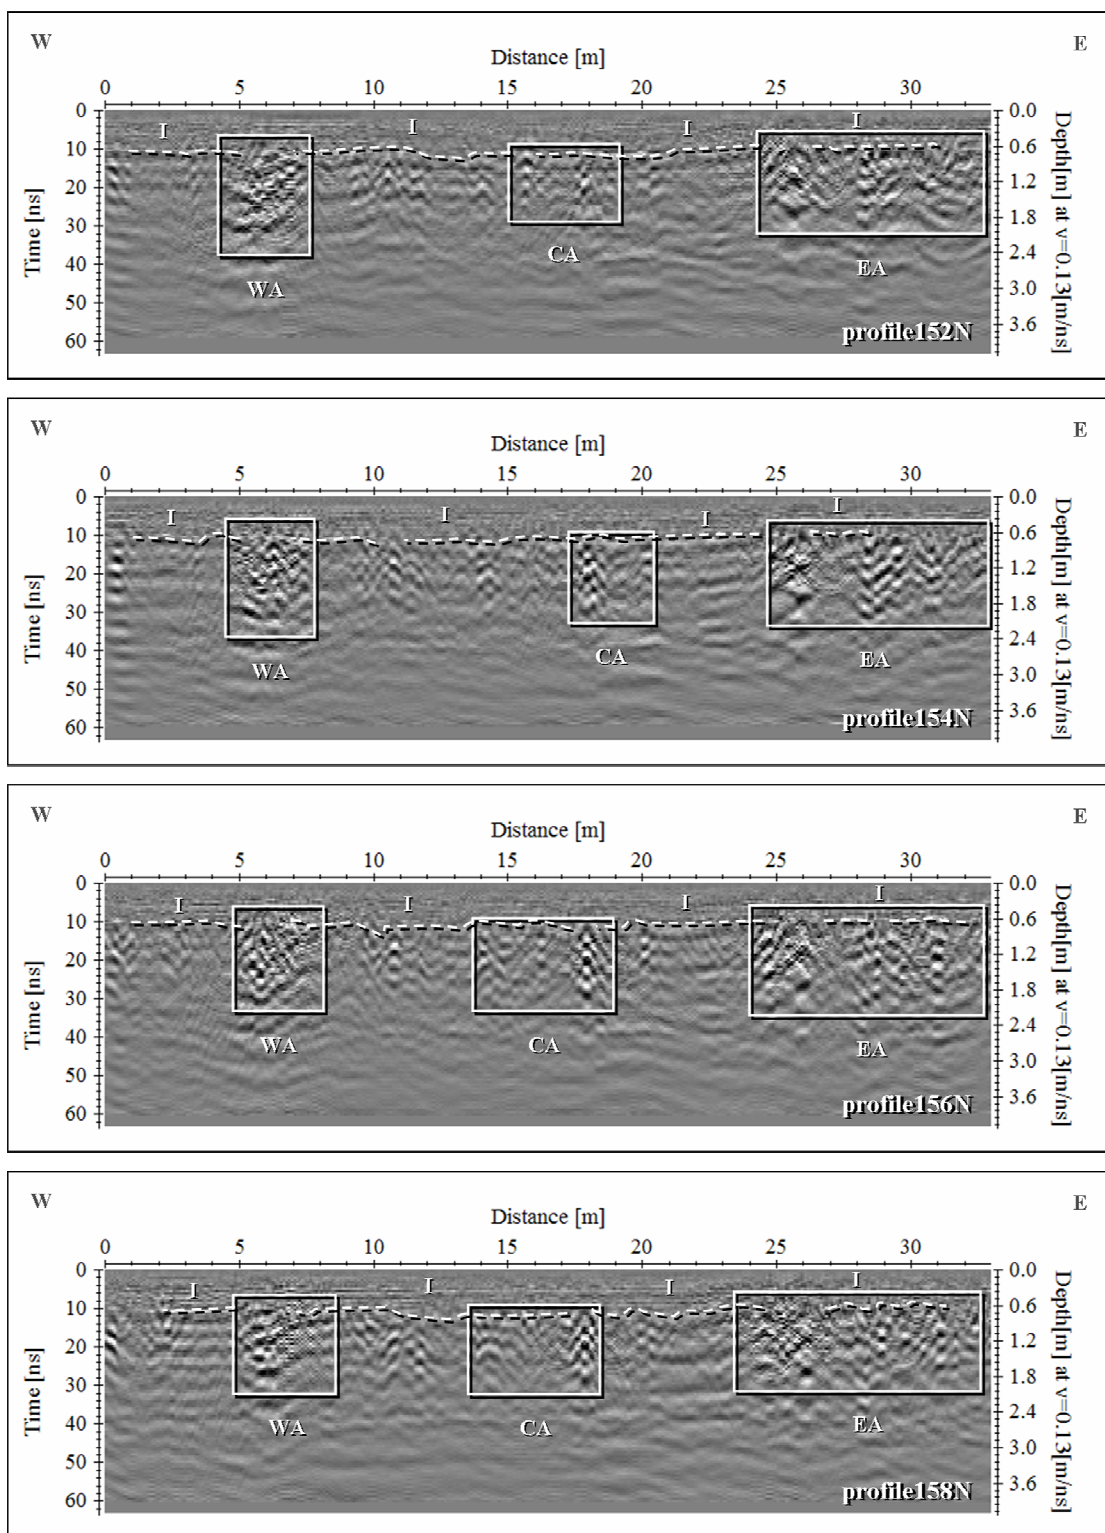 W E
Distance [m]
0 5 10 15 20 25 30
0 10 20 30 40 50 60
Time [ns]
0.0 0.6 1.2 1.8 2.4 3.0 3.6
Depth[m] at v=0.13[m/ns]
I I I I
WA CA EA
profile152N
W E
Distance [m]
0 5 10 15 20 25 30
0 10 20 30 40 50 60
Time [ns]
0.0 0.6 1.2 1.8 2.4 3.0 3.6
Depth[m] at v=0.13[m/ns]
I I I I
WA CA EA
profile154N
W E
Distance [m]
0 5 10 15 20 25 30
0 10 20 30 40 50 60
Time [ns]
0.0 0.6 1.2 1.8 2.4 3.0 3.6
Depth[m] at v=0.13[m/ns]
I I I I
WA CA EA
profile156N
W E
Distance [m]
0 5 10 15 20 25 30
0 10 20 30 40 50 60
Time [ns]
0.0 0.6 1.2 1.8 2.4 3.0 3.6
Depth[m] at v=0.13[m/ns]
I I I I
WA CA EA
profile158N